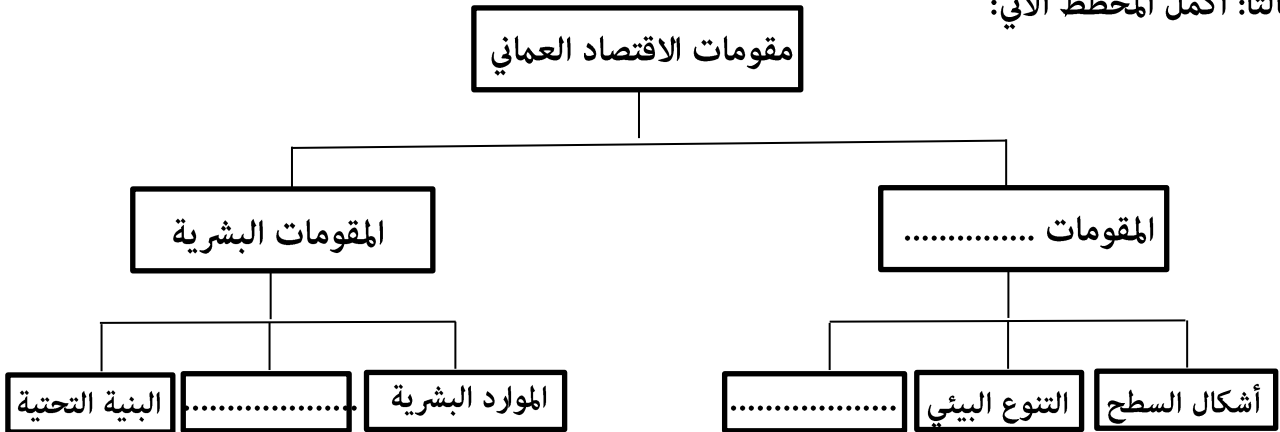 ثالثا: أكمل المخطط الآتي:
مقومات الاقتصاد العماني
المقومات ...............
المقومات البشرية
أشكال السطح
التنوع البيئي
...................
الموارد البشرية
....................
البنية التحتية